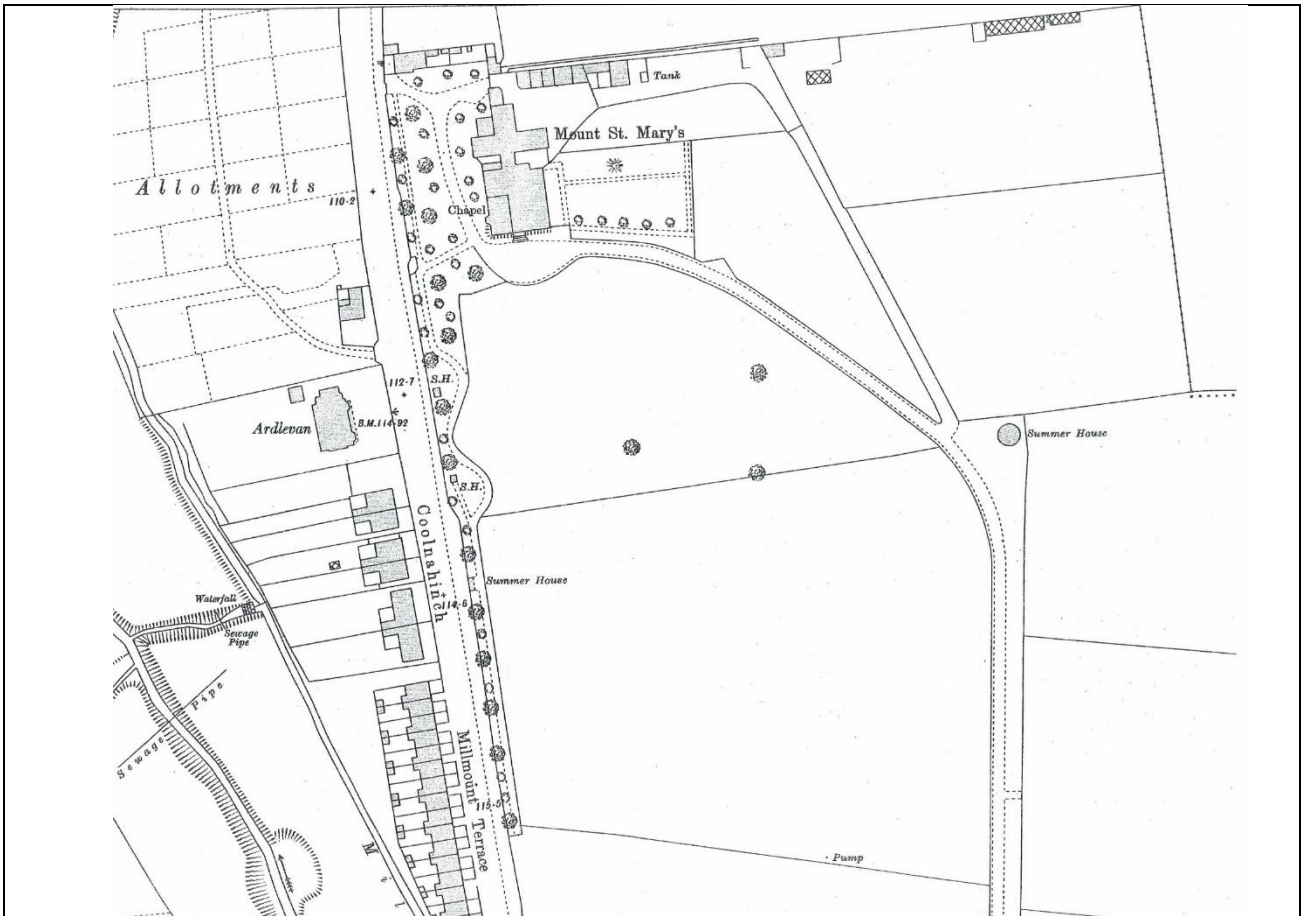 Tank
Mount St. Mary's
Allotments
110·2
Chapel
112·7
S.H.
Ardlevan
B.M.114·92
Summer House
S.H.
Coolnahinch
Summer House
114·6
Waterfall
Sewage
Pipe
Sewage Pipe
Millmount Terrace
115·5
M i l
Pump